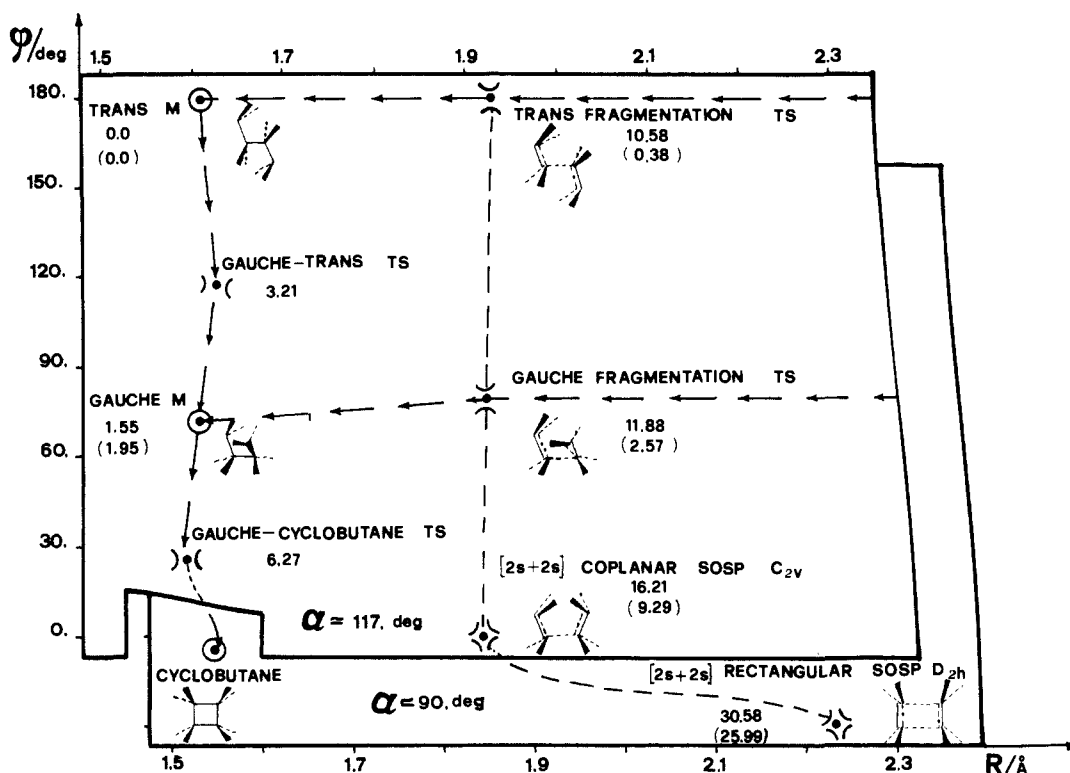 φ/deg
1.5 1.7 1.9 2.1 2.3
180.
TRANS M
0.0
(0.0)
TRANS FRAGMENTATION TS
10.58
(0.38)
150.
120.
GAUCHE-TRANS TS
3.21
90.
GAUCHE M
1.55
(1.95)
GAUCHE FRAGMENTATION TS
11.88
(2.57)
60.
30.
GAUCHE-CYCLOBUTANE TS
6.27
[2s+2s] COPLANAR SOSP C2v
16.21
(9.29)
0.
α ≃ 117. deg
CYCLOBUTANE
α = 90. deg
[2s+2s] RECTANGULAR SOSP D2h
30.58
(25.99)
1.5 1.7 1.9 2.1 2.3 R/Å